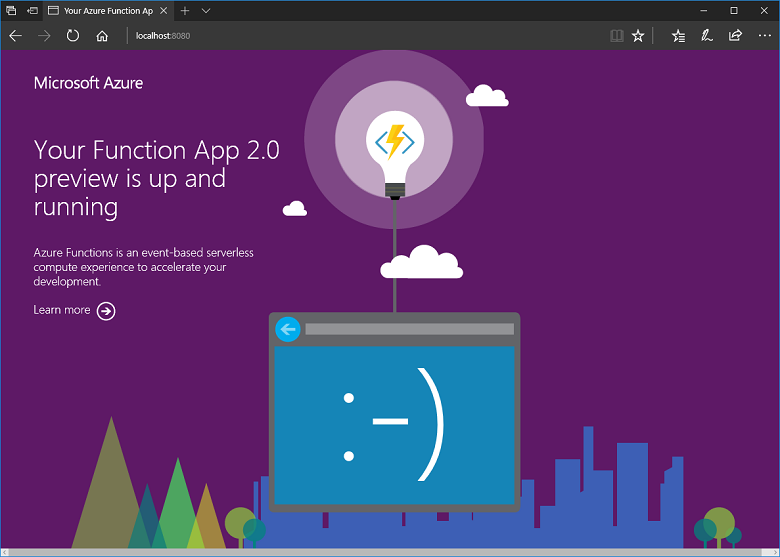 Your Azure Function Ap
localhost:8080
Microsoft Azure
Your Function App 2.0
preview is up and
running
Azure Functions is an event-based serverless
compute experience to accelerate your
development.
Learn more
:-)